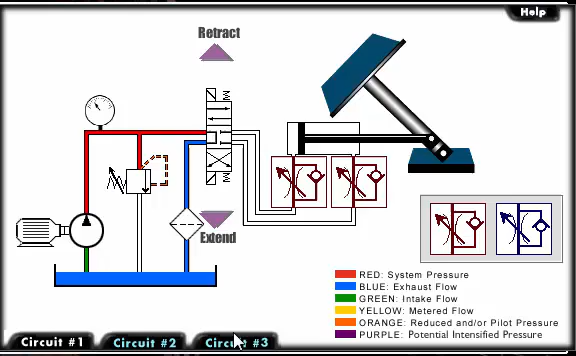 Help
Retract
Extend
RED: System Pressure
BLUE: Exhaust Flow
GREEN: Intake Flow
YELLOW: Metered Flow
ORANGE: Reduced and/or Pilot Pressure
PURPLE: Potential Intensified Pressure
Circuit #1 Circuit #2 Circuit #3